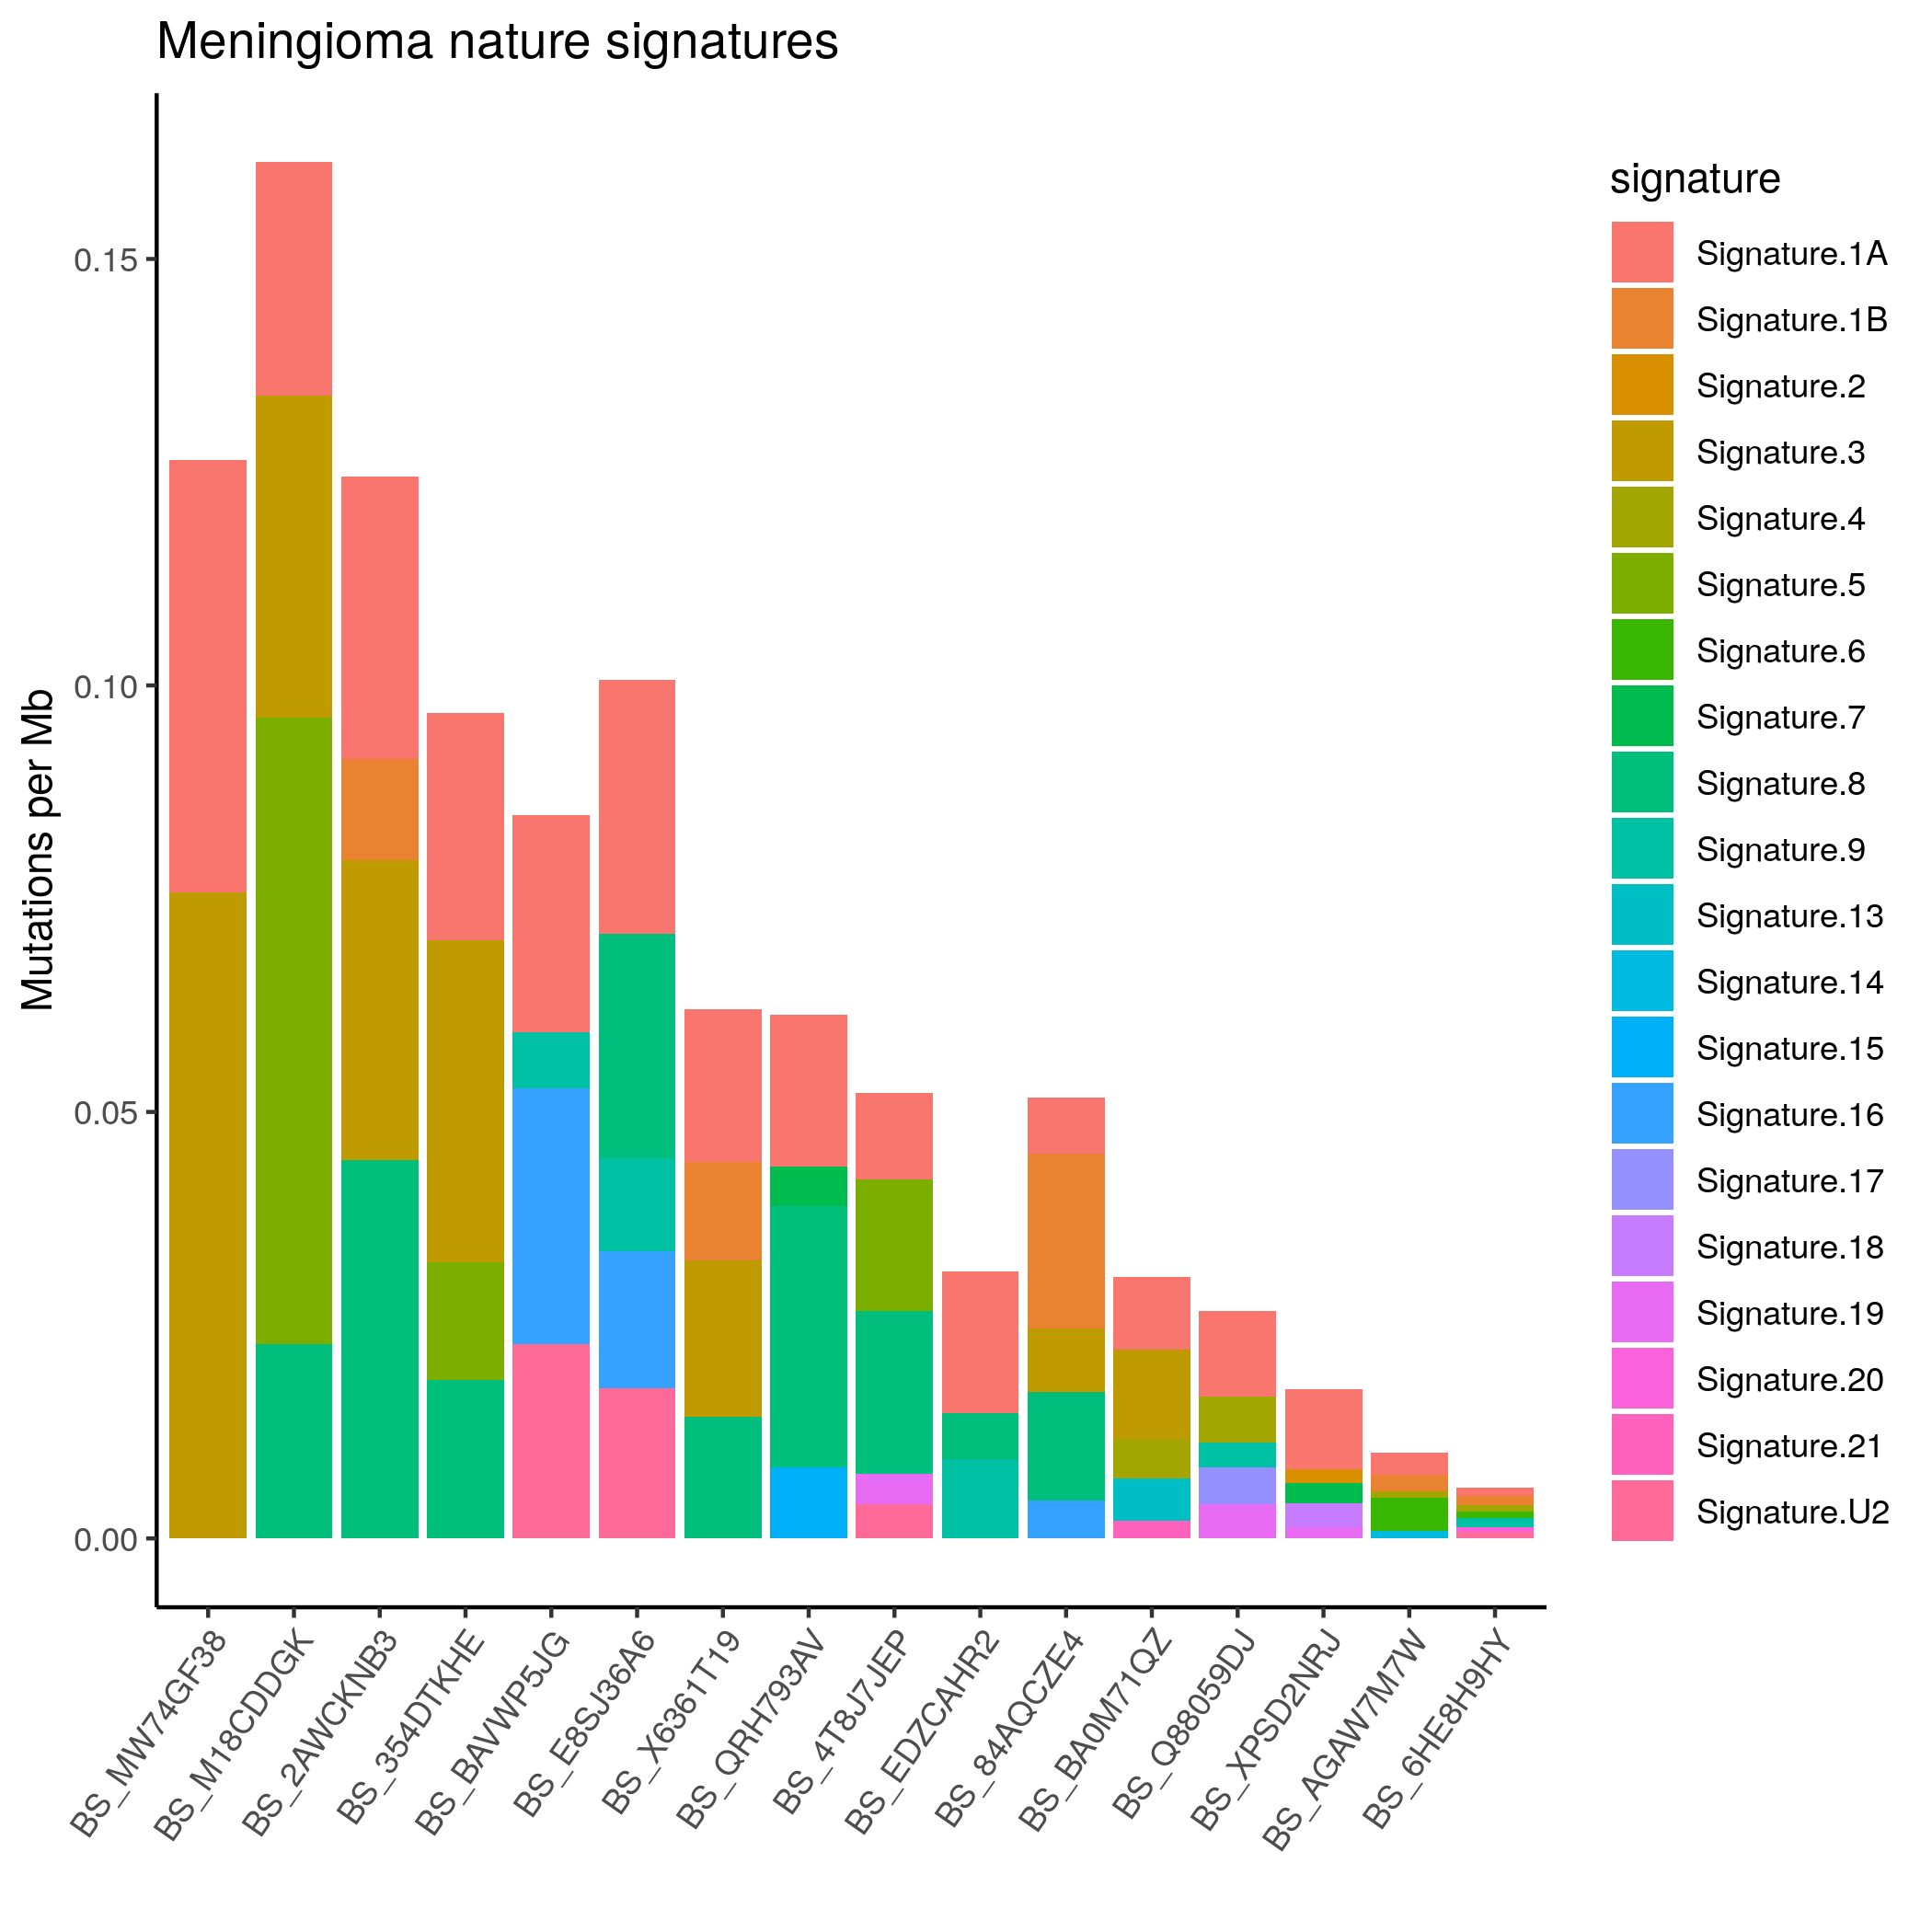 Meningioma nature signatures
Mutations per Mb
0.15
0.10
0.05
0.00
BS_MW74GF38
BS_M18CDDGK
BS_2AWCKNB3
BS_354DTKHE
BS_BAVWP5JG
BS_E8SJ36A6
BS_X6361T19
BS_QRH793AV
BS_4T8J7JEP
BS_EDZCAHR2
BS_84AQCZE4
BS_BA0M71QZ
BS_Q88059DJ
BS_XPSD2NRJ
BS_AGAW7M7W
BS_6HE8H9HY
signature
Signature.1A
Signature.1B
Signature.2
Signature.3
Signature.4
Signature.5
Signature.6
Signature.7
Signature.8
Signature.9
Signature.13
Signature.14
Signature.15
Signature.16
Signature.17
Signature.18
Signature.19
Signature.20
Signature.21
Signature.U2